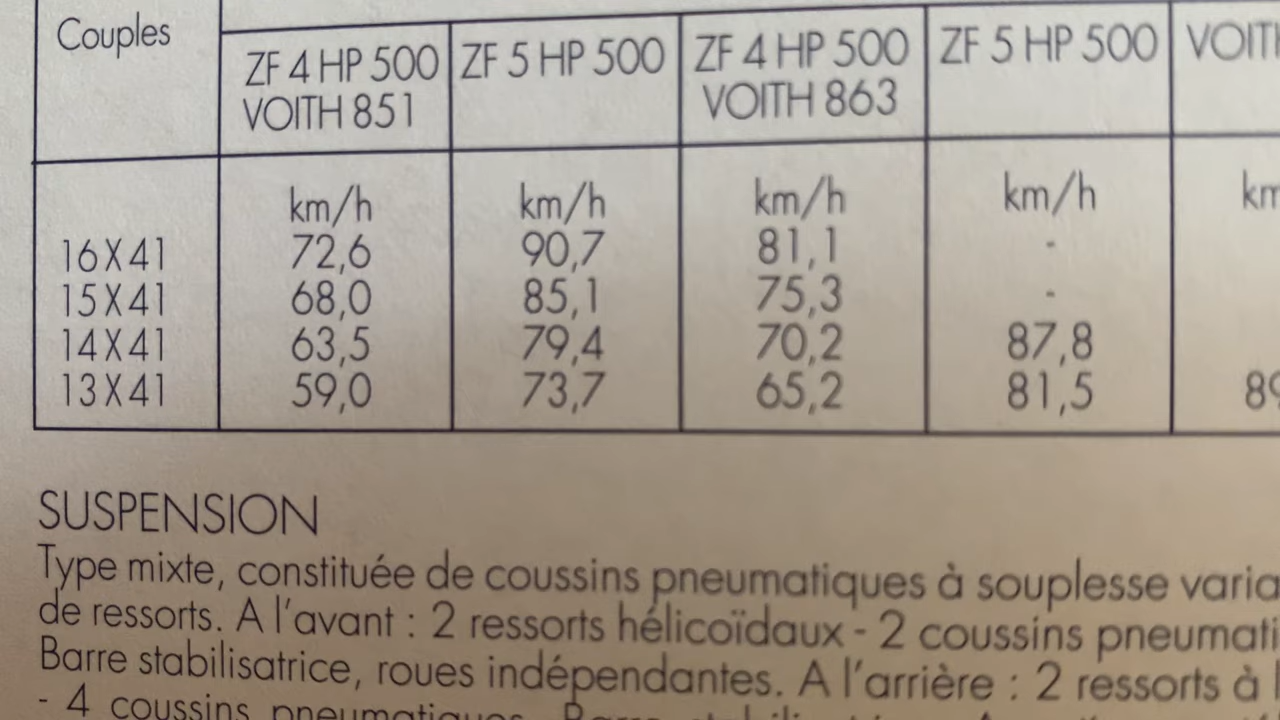 Couples
ZF 4 HP 500 ZF 5 HP 500 ZF 4 HP 500 ZF 5 HP 500
VOITH 851 VOITH 863
km/h km/h km/h km/h
16X41 72,6 90,7 81,1 -
15X41 68,0 85,1 75,3 -
14X41 63,5 79,4 70,2 87,8
13X41 59,0 73,7 65,2 81,5
SUSPENSION
Type mixte, constituée de coussins pneumatiques à souplesse
de ressorts. A l'avant : 2 ressorts hélicoïdaux - 2 coussins
Barre stabilisatrice, roues indépendantes. A l'arrière : 2 ressorts à
- 4 coussins pneumatiques.